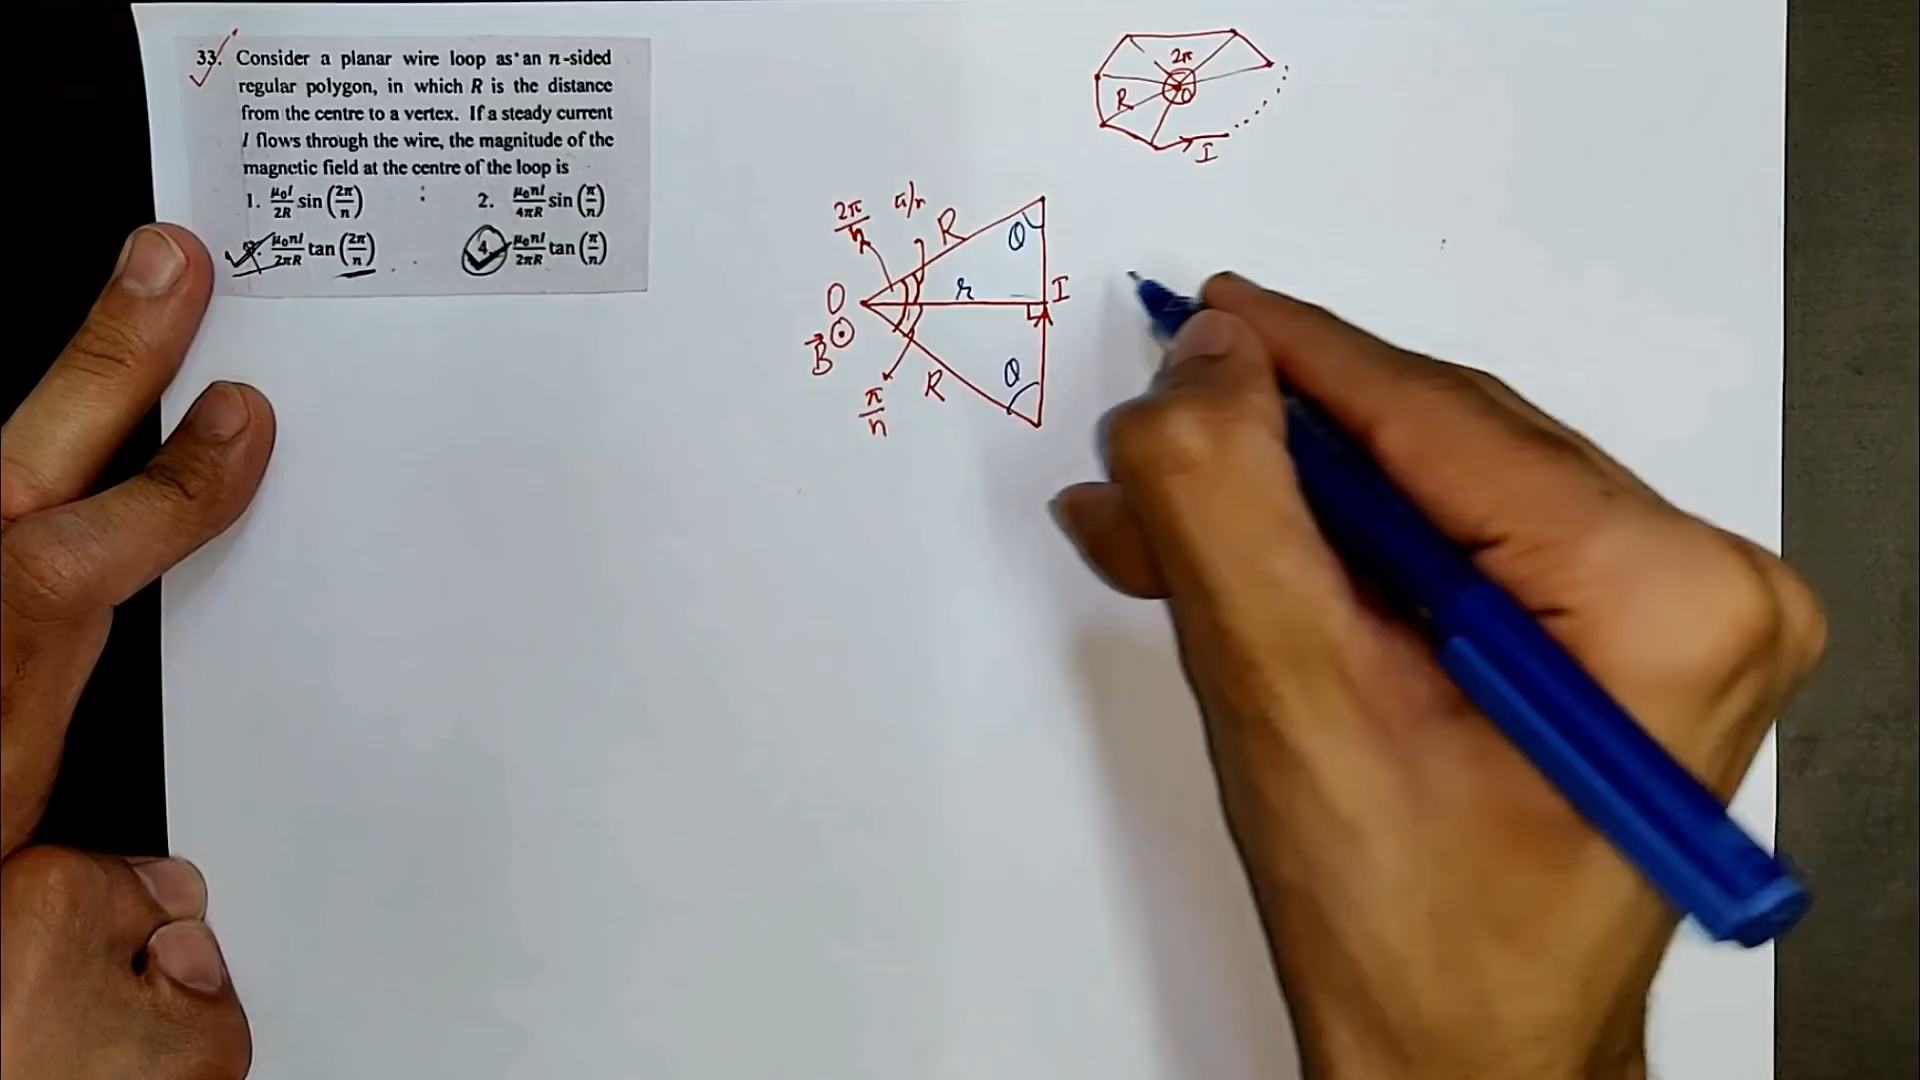 33. Consider a planar wire loop as an n-sided
regular polygon, in which R is the distance
from the centre to a vertex. If a steady current
I flows through the wire, the magnitude of the
magnetic field at the centre of the loop is
1. μ₀I/2R sin (2π/n)
2. μ₀nI/4πR sin (π/n)
μ₀nI/2πR tan (2π/n)
4. μ₀nI/2πR tan (π/n)
2π
O
R
I
2π/n
π/n
R
θ
O
r
I
B⃗
R
θ
π/n